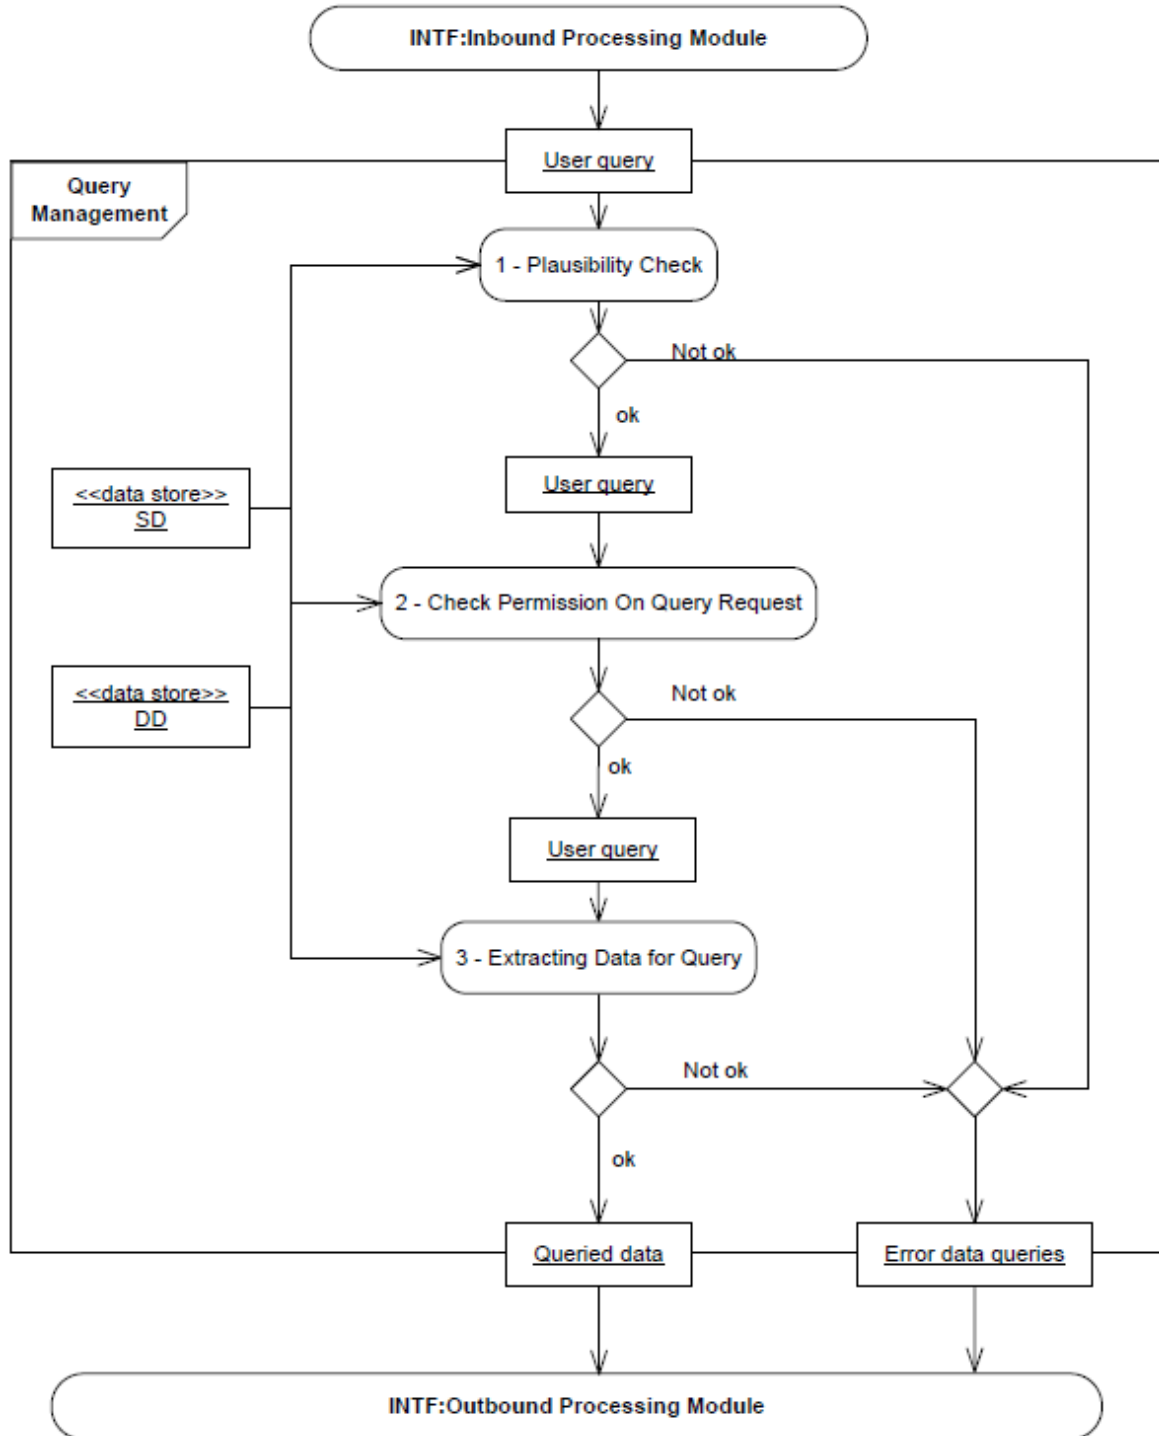 INTF:Inbound Processing Module
User query
Query
Management
1 - Plausibility Check
Not ok
ok
User query
<<data store>>
SD
2 - Check Permission On Query Request
<<data store>>
DD
Not ok
ok
User query
3 - Extracting Data for Query
Not ok
ok
Queried data
Error data queries
INTF:Outbound Processing Module